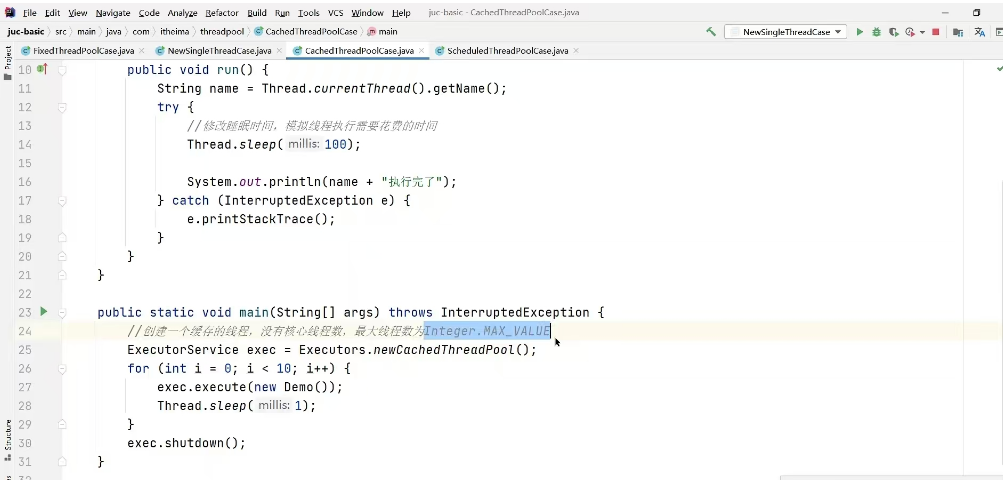 File Edit View Navigate Code Analyze Refactor Build Run Tools VCS Window Help juc-basic - CachedThreadPoolCase.java
juc-basic src main java com itheima threadpool CachedThreadPoolCase main NewSingleThreadCase
FixedThreadPoolCase.java NewSingleThreadCase.java CachedThreadPoolCase.java ScheduledThreadPoolCase.java
Project
10 public void run() {
11 String name = Thread.currentThread().getName();
12 try {
13 //修改睡眠时间，模拟线程执行需要花费的时间
14 Thread.sleep( millis: 100);
15
16 System.out.println(name + "执行完了");
17 } catch (InterruptedException e) {
18 e.printStackTrace();
19 }
20 }
21 }
22
23 public static void main(String[] args) throws InterruptedException {
24 //创建一个缓存的线程，没有核心线程数，最大线程数为Integer.MAX_VALUE
25 ExecutorService exec = Executors.newCachedThreadPool();
26 for (int i = 0; i < 10; i++) {
27 exec.execute(new Demo());
28 Thread.sleep( millis: 1);
29 }
30 exec.shutdown();
31 }
32
Structure